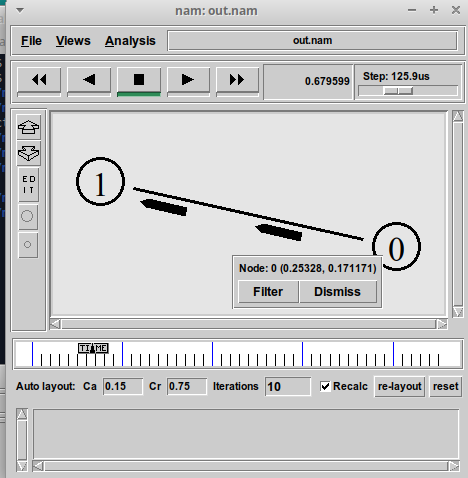 nam: out.nam
File Views Analysis out.nam
0.679599 Step: 125.9us
E D
I T
1
0
Node: 0 (0.25328, 0.171171)
Filter Dismiss
TIME
Auto layout: Ca 0.15 Cr 0.75 Iterations 10 Recalc re-layout reset